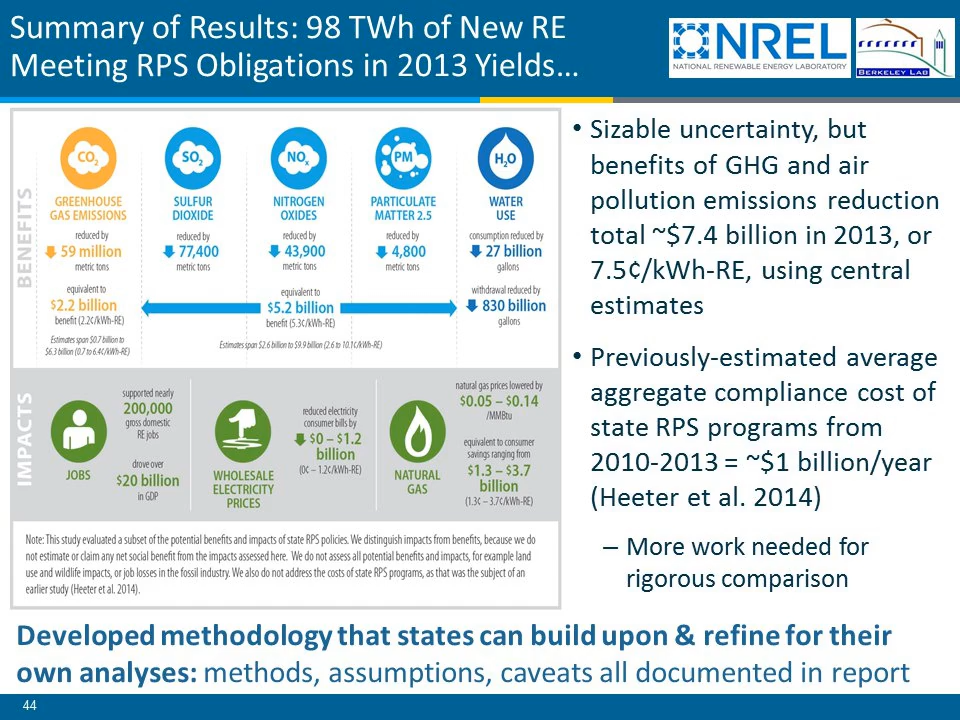 Summary of Results: 98 TWh of New RE
Meeting RPS Obligations in 2013 Yields…
NREL
NATIONAL RENEWABLE ENERGY LABORATORY
BERKELEY LAB
BENEFITS
CO2
SO2
NOx
PM
H2O
GREENHOUSE
GAS EMISSIONS
reduced by
59 million
metric tons
equivalent to
$2.2 billion
benefit (2.2¢/kWh-RE)
Estimates span $0.7 billion to
$6.3 billion (0.7 to 6.4¢/kWh-RE)
SULFUR
DIOXIDE
reduced by
77,400
metric tons
NITROGEN
OXIDES
reduced by
43,900
metric tons
PARTICULATE
MATTER 2.5
reduced by
4,800
metric tons
equivalent to
$5.2 billion
benefit (5.3¢/kWh-RE)
Estimates span $2.6 billion to $9.9 billion (2.6 to 10.1¢/kWh-RE)
WATER
USE
consumption reduced by
27 billion
gallons
withdrawal reduced by
830 billion
gallons
IMPACTS
JOBS
supported nearly
200,000
gross domestic
RE jobs
drove over
$20 billion
in GDP
WHOLESALE
ELECTRICITY
PRICES
reduced electricity
consumer bills by
$0 – $1.2
billion
(0¢ – 1.2¢/kWh-RE)
NATURAL
GAS
natural gas prices lowered by
$0.05 – $0.14
/MMBtu
equivalent to consumer
savings ranging from
$1.3 – $3.7
billion
(1.3¢ – 3.7¢/kWh-RE)
Note: This study evaluated a subset of the potential benefits and impacts of state RPS policies. We distinguish impacts from benefits, because we do
not estimate or claim any net social benefit from the impacts assessed here. We do not assess all potential benefits and impacts, for example land
use and wildlife impacts, or job losses in the fossil industry. We also do not address the costs of state RPS programs, as that was the subject of an
earlier study (Heeter et al. 2014).
• Sizable uncertainty, but
benefits of GHG and air
pollution emissions reduction
total ~$7.4 billion in 2013, or
7.5¢/kWh-RE, using central
estimates
• Previously-estimated average
aggregate compliance cost of
state RPS programs from
2010-2013 = ~$1 billion/year
(Heeter et al. 2014)
– More work needed for
rigorous comparison
Developed methodology that states can build upon & refine for their
own analyses: methods, assumptions, caveats all documented in report
44